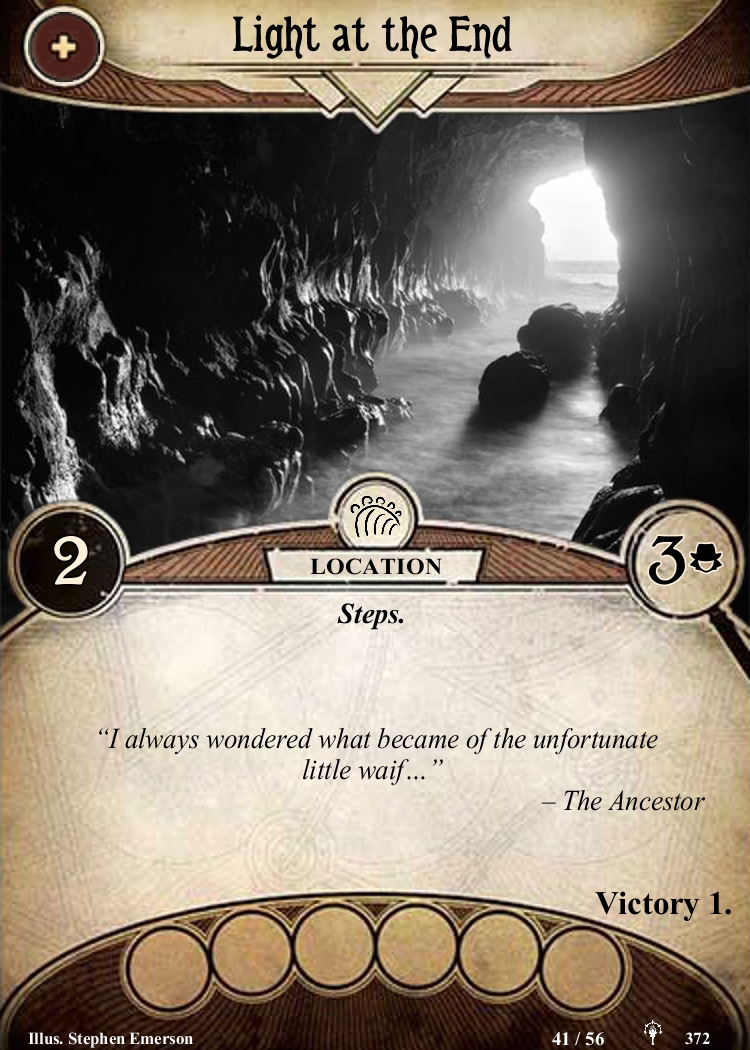 Light at the End
2
3
LOCATION
Steps.
“I always wondered what became of the unfortunate
little waif…”
– The Ancestor
Victory 1.
Illus. Stephen Emerson
41 / 56
372